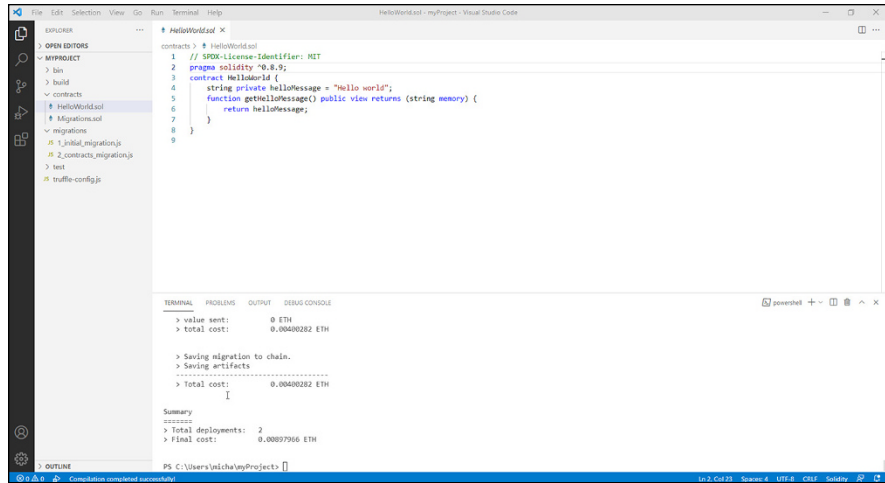 File Edit Selection View Go Run Terminal Help
HelloWorld.sol - myProject - Visual Studio Code
EXPLORER
OPEN EDITORS
MYPROJECT
bin
build
contracts
HelloWorld.sol
Migrations.sol
migrations
JS 1_initial_migration.js
JS 2_contracts_migration.js
test
JS truffle-config.js
OUTLINE
HelloWorld.sol
contracts > HelloWorld.sol
1 // SPDX-License-Identifier: MIT
2 pragma solidity ^0.8.9;
3 contract HelloWorld {
4 string private helloMessage = "Hello world";
5 function getHelloMessage() public view returns (string memory) {
6 return helloMessage;
7 }
8 }
9
TERMINAL PROBLEMS OUTPUT DEBUG CONSOLE
powershell
> value sent: 0 ETH
> total cost: 0.00400282 ETH
> Saving migration to chain.
> Saving artifacts
-------------------------------------
> Total cost: 0.00400282 ETH
Summary
=======
> Total deployments: 2
> Final cost: 0.00897966 ETH
PS C:\Users\micha\myProject>
0 0 Compilation completed successfully!
Ln 2, Col 23 Spaces: 4 UTF-8 CRLF Solidity